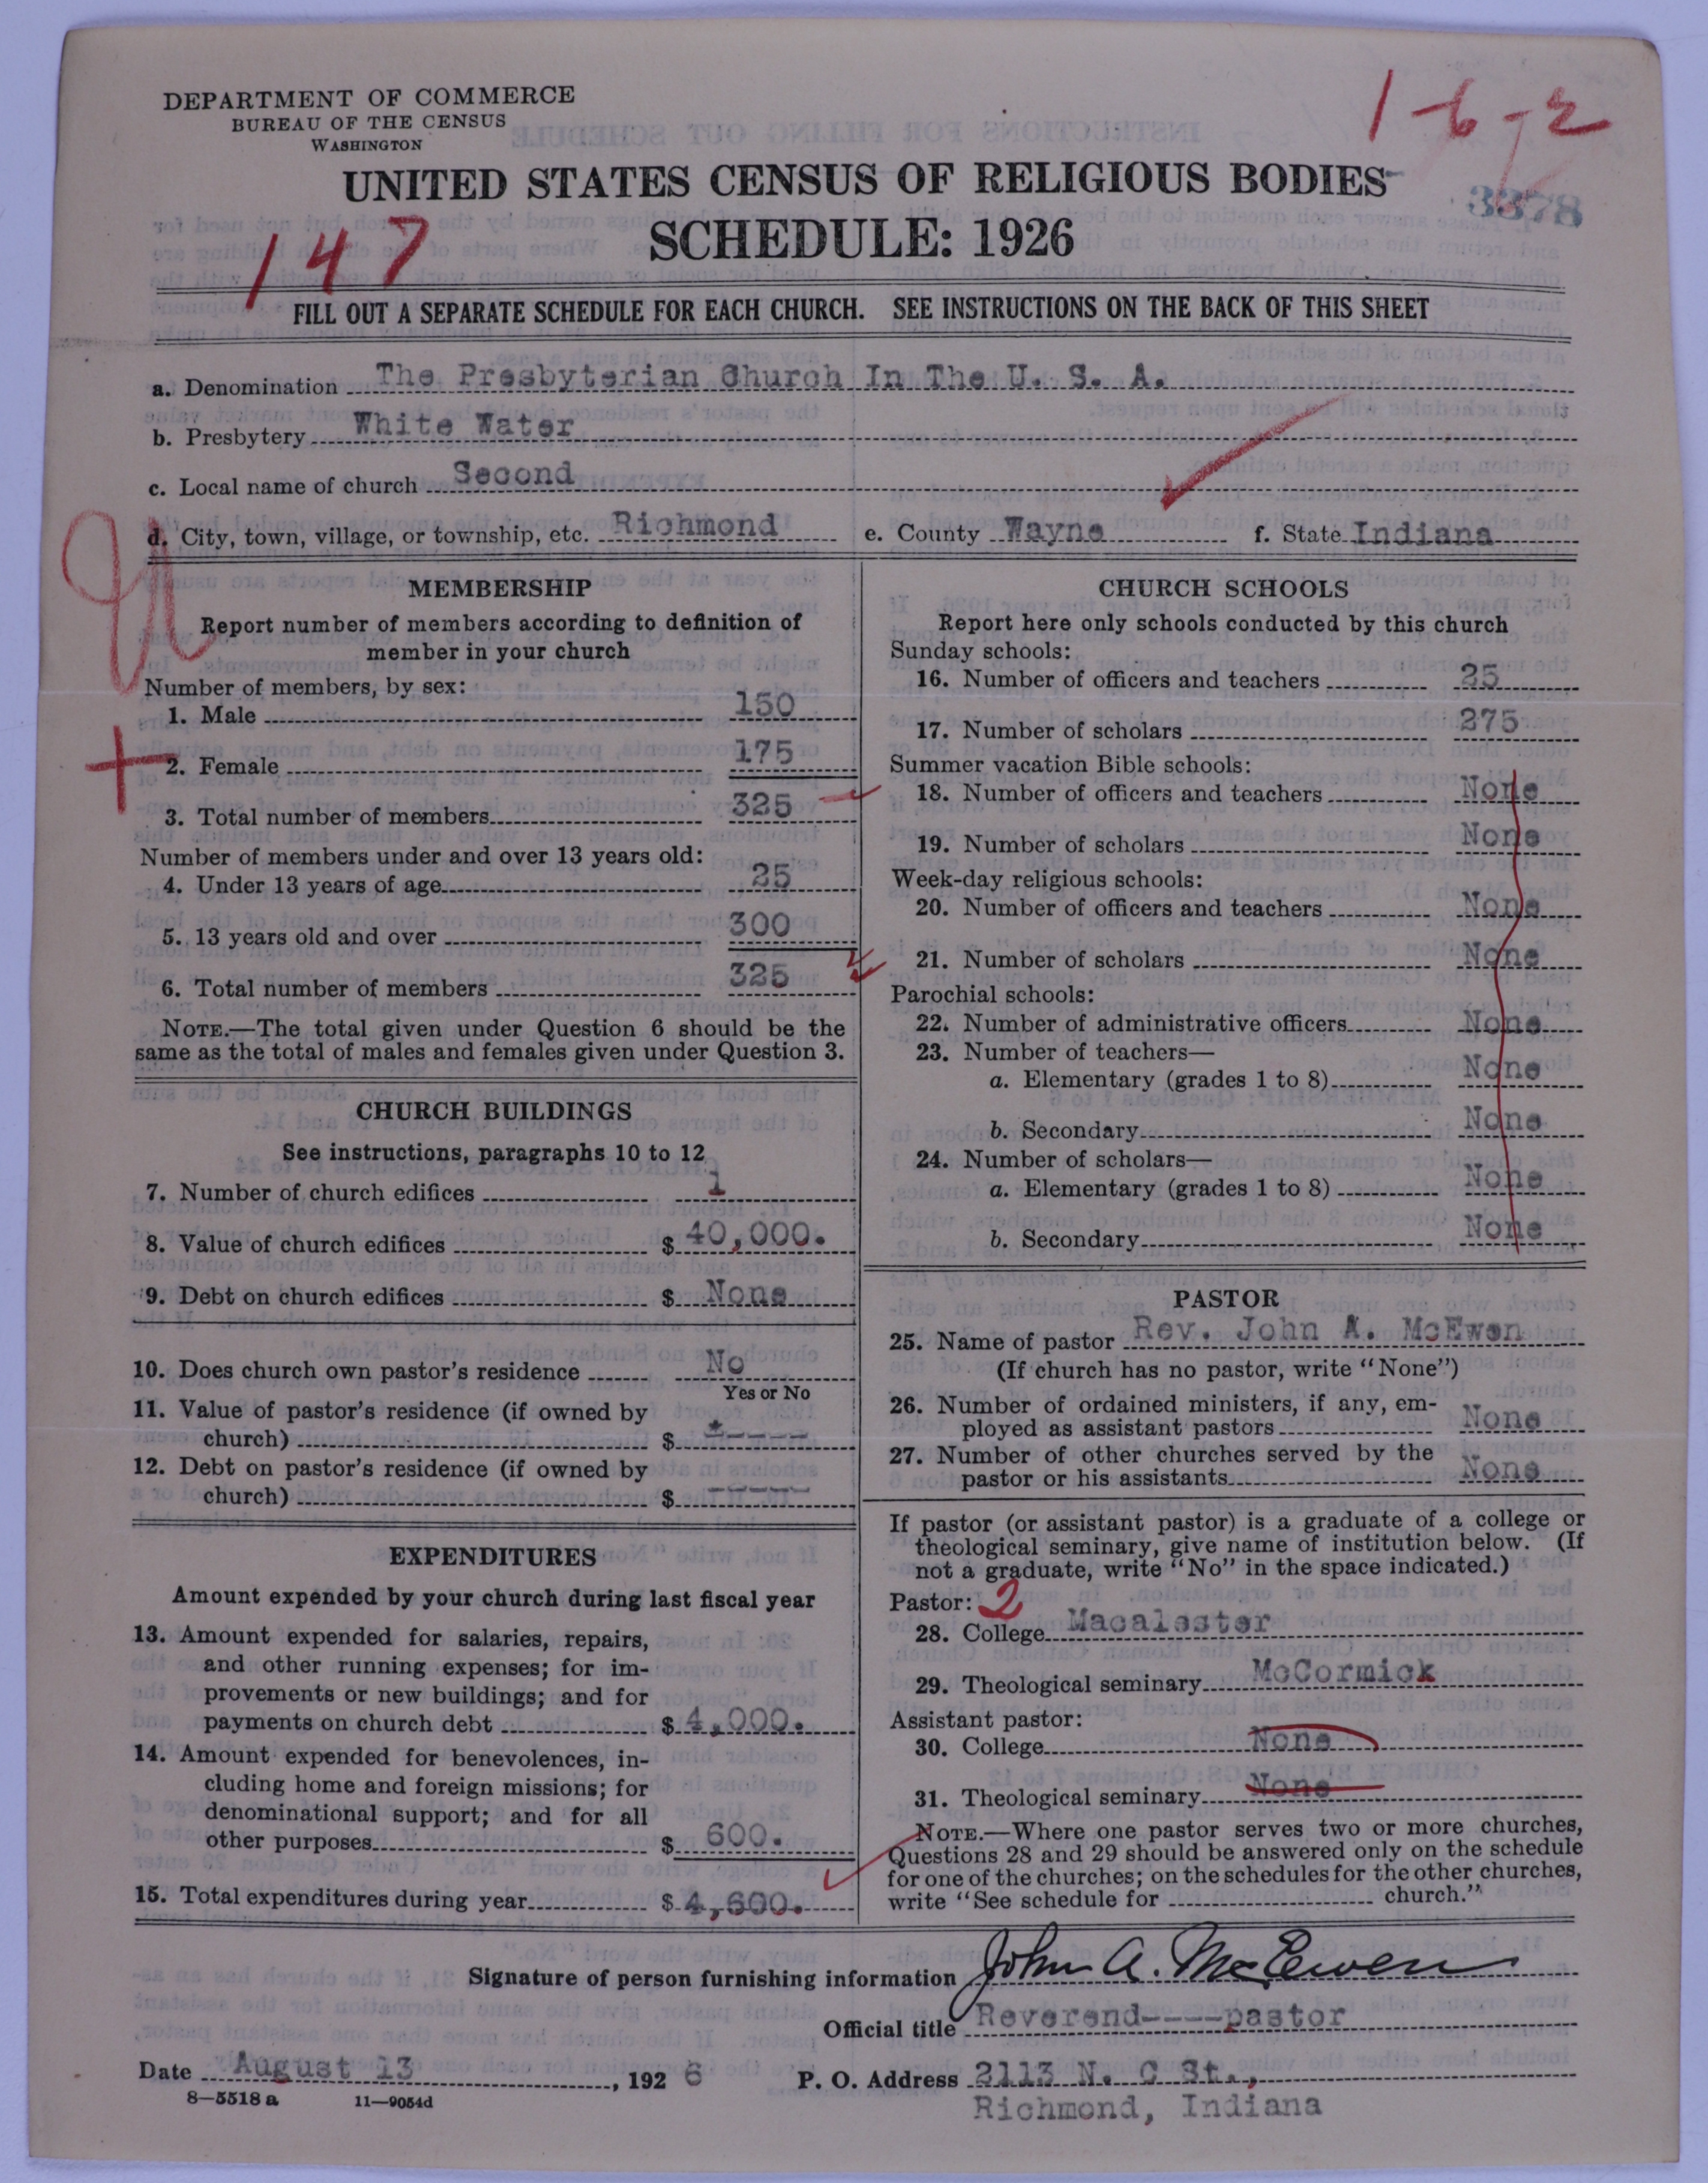 DEPARTMENT OF COMMERCE
BUREAU OF THE CENSUS
WASHINGTON
1-6-2
UNITED STATES CENSUS OF RELIGIOUS BODIES
3378
147
SCHEDULE: 1926
FILL OUT A SEPARATE SCHEDULE FOR EACH CHURCH. SEE INSTRUCTIONS ON THE BACK OF THIS SHEET
a. Denomination The Presbyterian Church In The U. S. A.
b. Presbytery White Water
c. Local name of church Second
d. City, town, village, or township, etc. Richmond e. County Wayne f. State Indiana
MEMBERSHIP
Report number of members according to definition of
member in your church
Number of members, by sex:
1. Male 150
2. Female 175
3. Total number of members 325
Number of members under and over 13 years old:
4. Under 13 years of age 25
5. 13 years old and over 300
6. Total number of members 325
NOTE.—The total given under Question 6 should be the
same as the total of males and females given under Question 3.
CHURCH BUILDINGS
See instructions, paragraphs 10 to 12
7. Number of church edifices 1
8. Value of church edifices $ 40,000.
9. Debt on church edifices $ None
10. Does church own pastor's residence No
Yes or No
11. Value of pastor's residence (if owned by
church) $ -----
12. Debt on pastor's residence (if owned by
church) $ -----
EXPENDITURES
Amount expended by your church during last fiscal year
13. Amount expended for salaries, repairs,
and other running expenses; for im-
provements or new buildings; and for
payments on church debt $ 4,000.
14. Amount expended for benevolences, in-
cluding home and foreign missions; for
denominational support; and for all
other purposes $ 600.
15. Total expenditures during year $ 4,600.
CHURCH SCHOOLS
Report here only schools conducted by this church
Sunday schools:
16. Number of officers and teachers 25
17. Number of scholars 275
Summer vacation Bible schools:
18. Number of officers and teachers None
19. Number of scholars None
Week-day religious schools:
20. Number of officers and teachers None
21. Number of scholars None
Parochial schools:
22. Number of administrative officers None
23. Number of teachers—
a. Elementary (grades 1 to 8) None
b. Secondary None
24. Number of scholars—
a. Elementary (grades 1 to 8) None
b. Secondary None
PASTOR
25. Name of pastor Rev. John A. McEwen
(If church has no pastor, write "None")
26. Number of ordained ministers, if any, em-
ployed as assistant pastors None
27. Number of other churches served by the
pastor or his assistants None
If pastor (or assistant pastor) is a graduate of a college or
theological seminary, give name of institution below. (If
not a graduate, write "No" in the space indicated.)
Pastor: 2
28. College Macalester
29. Theological seminary McCormick
Assistant pastor:
30. College None
31. Theological seminary None
NOTE.—Where one pastor serves two or more churches,
Questions 28 and 29 should be answered only on the schedule
for one of the churches; on the schedules for the other churches,
write "See schedule for church."
Signature of person furnishing information John A. McEwen
Official title Reverend----pastor
Date August 13, 1926 P. O. Address 2113 N. C St.,
8—5518 a 11—9054d
Richmond, Indiana